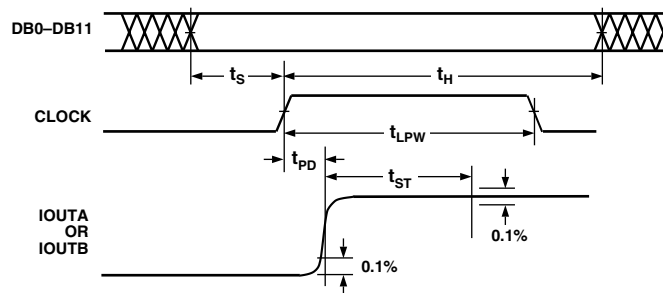 DB0–DB11
tS
tH
CLOCK
tLPW
tPD
tST
IOUTA
OR
IOUTB
0.1%
0.1%